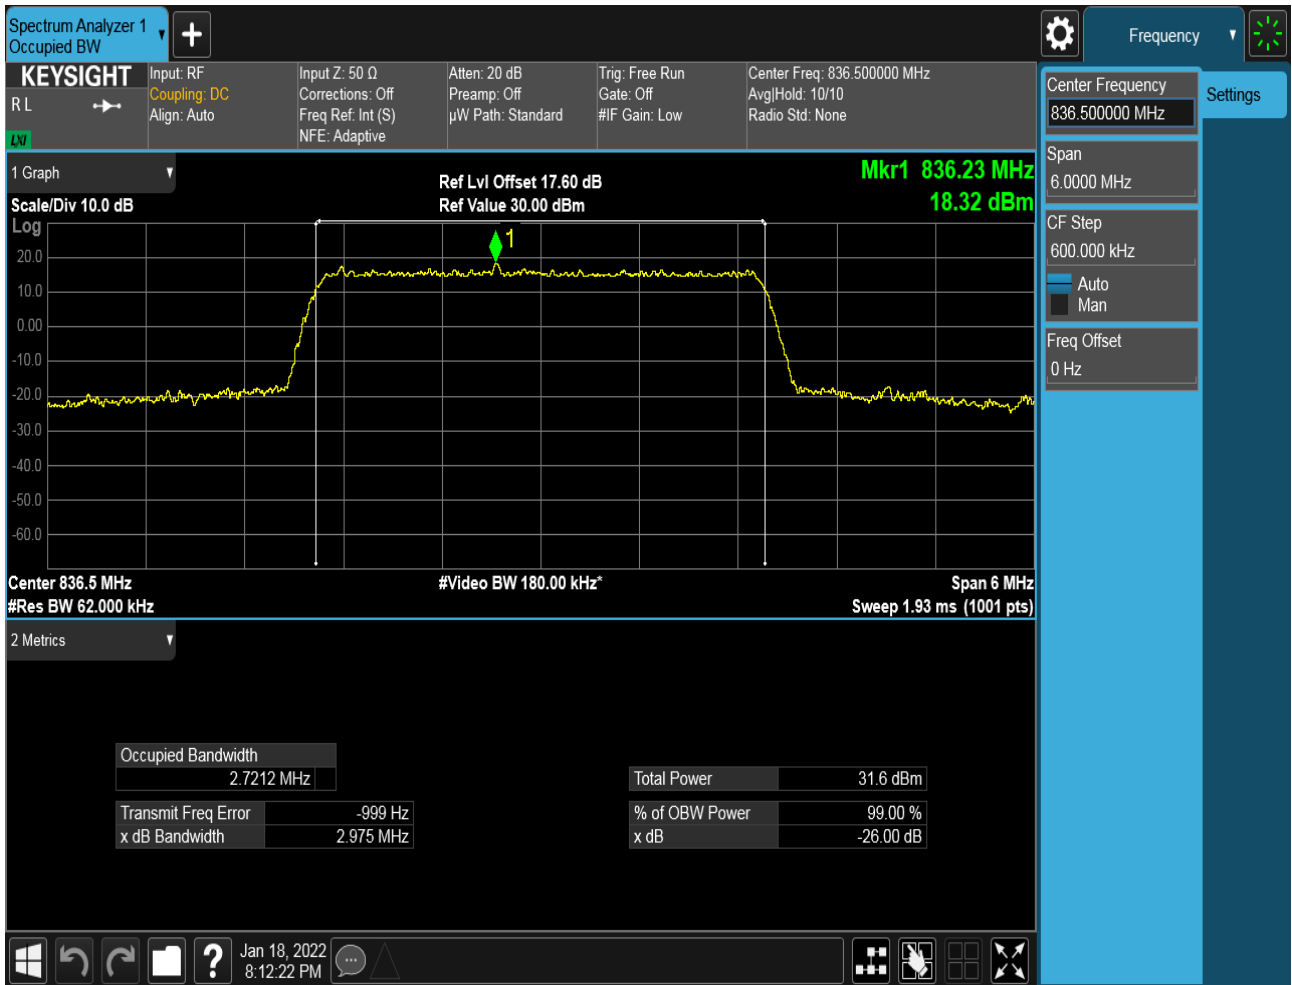 Spectrum Analyzer 1
Occupied BW
Frequency
KEYSIGHT
R L
LXI
Input: RF
Coupling: DC
Align: Auto
Input Z: 50 Ω
Corrections: Off
Freq Ref: Int (S)
NFE: Adaptive
Atten: 20 dB
Preamp: Off
µW Path: Standard
Trig: Free Run
Gate: Off
#IF Gain: Low
Center Freq: 836.500000 MHz
Avg|Hold: 10/10
Radio Std: None
Center Frequency
836.500000 MHz
Settings
Span
6.0000 MHz
CF Step
600.000 kHz
Auto
Man
Freq Offset
0 Hz
1 Graph
Scale/Div 10.0 dB
Log
Ref Lvl Offset 17.60 dB
Ref Value 30.00 dBm
Mkr1 836.23 MHz
18.32 dBm
1
20.0
10.0
0.00
-10.0
-20.0
-30.0
-40.0
-50.0
-60.0
Center 836.5 MHz
#Res BW 62.000 kHz
#Video BW 180.00 kHz*
Span 6 MHz
Sweep 1.93 ms (1001 pts)
2 Metrics
Occupied Bandwidth
2.7212 MHz
Transmit Freq Error -999 Hz
x dB Bandwidth 2.975 MHz
Total Power 31.6 dBm
% of OBW Power 99.00 %
x dB -26.00 dB
?
Jan 18, 2022
8:12:22 PM